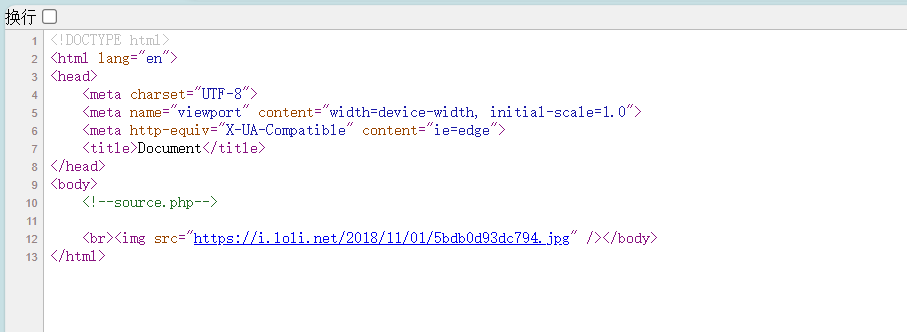 换行
1 <!DOCTYPE html>
2 <html lang="en">
3 <head>
4     <meta charset="UTF-8">
5     <meta name="viewport" content="width=device-width, initial-scale=1.0">
6     <meta http-equiv="X-UA-Compatible" content="ie=edge">
7     <title>Document</title>
8 </head>
9 <body>
10     <!--source.php-->
11
12     <br><img src="https://i.loli.net/2018/11/01/5bdb0d93dc794.jpg" /></body>
13 </html>